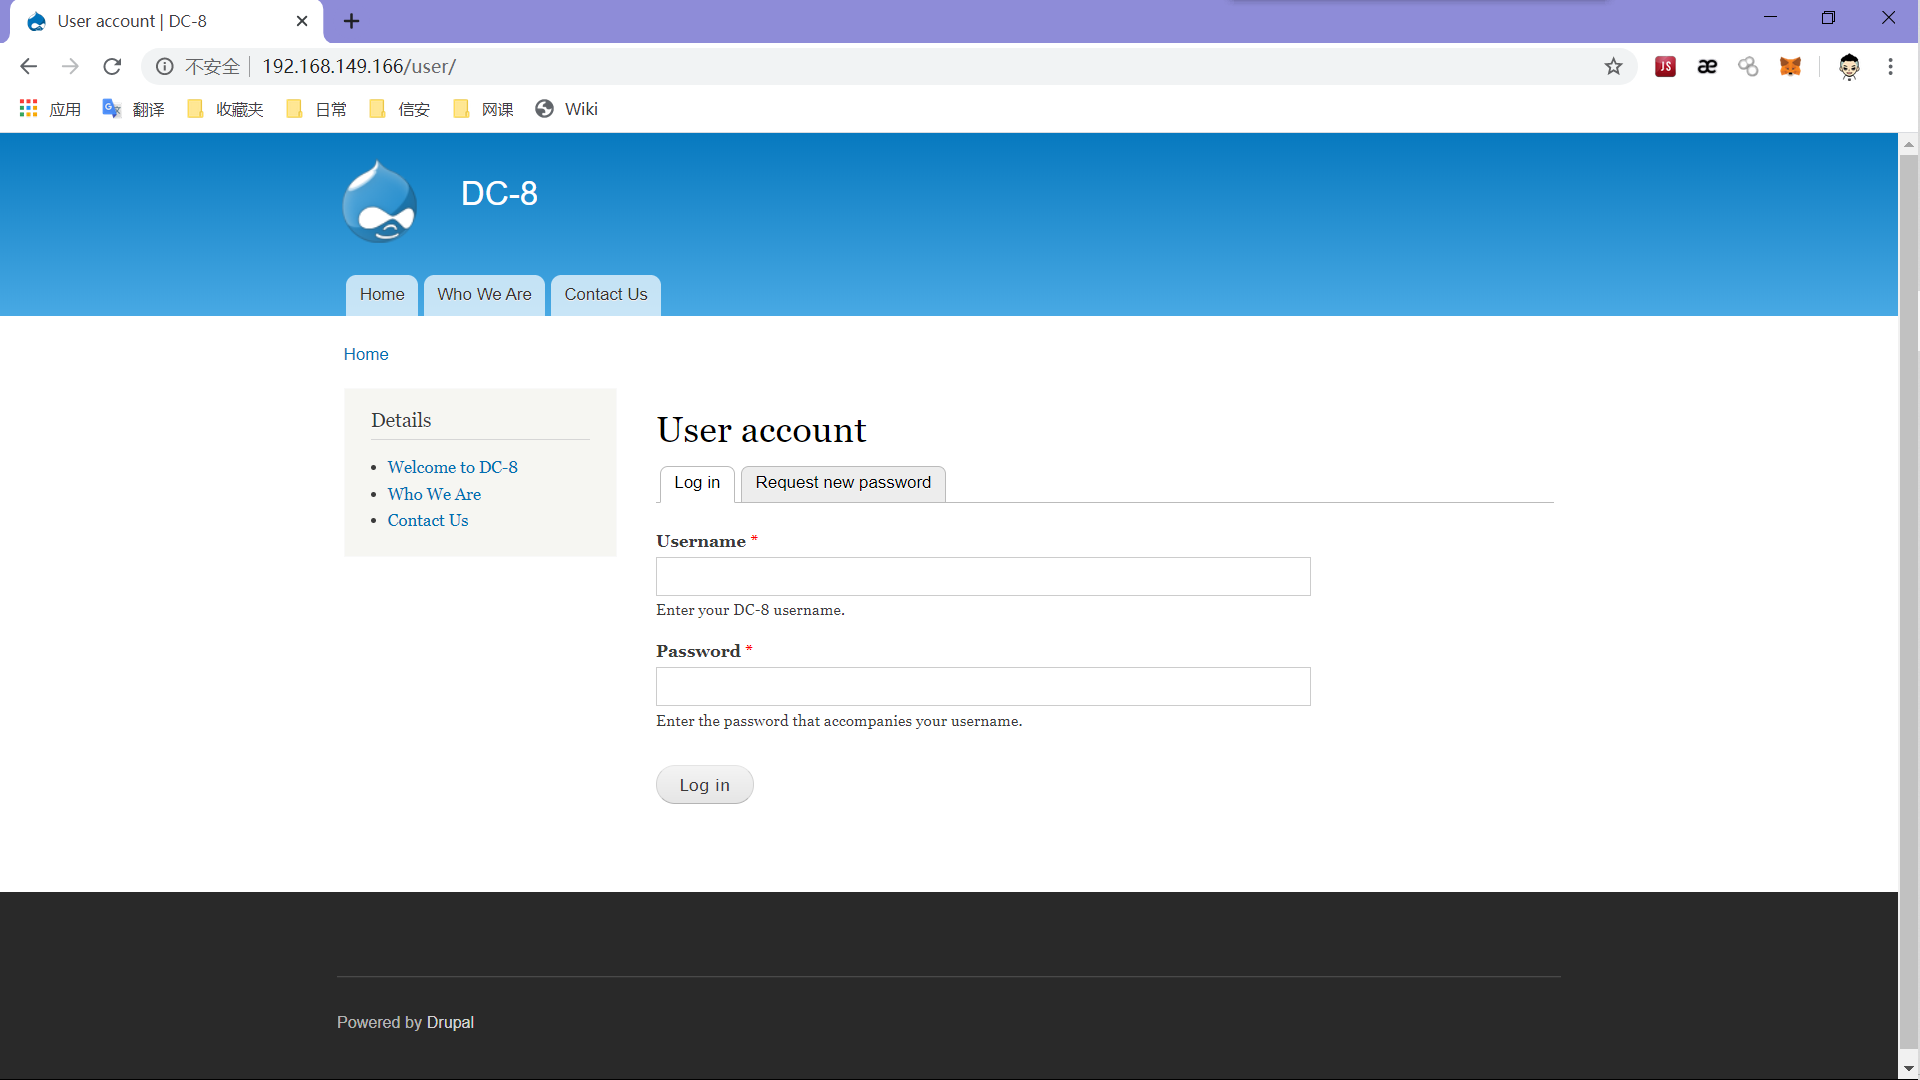 User account | DC-8
不安全 192.168.149.166/user/
JS æ
应用 翻译 收藏夹 日常 信安 网课 Wiki
DC-8
Home Who We Are Contact Us
Home
Details
Welcome to DC-8
Who We Are
Contact Us
User account
Log in Request new password
Username *
Enter your DC-8 username.
Password *
Enter the password that accompanies your username.
Log in
Powered by Drupal